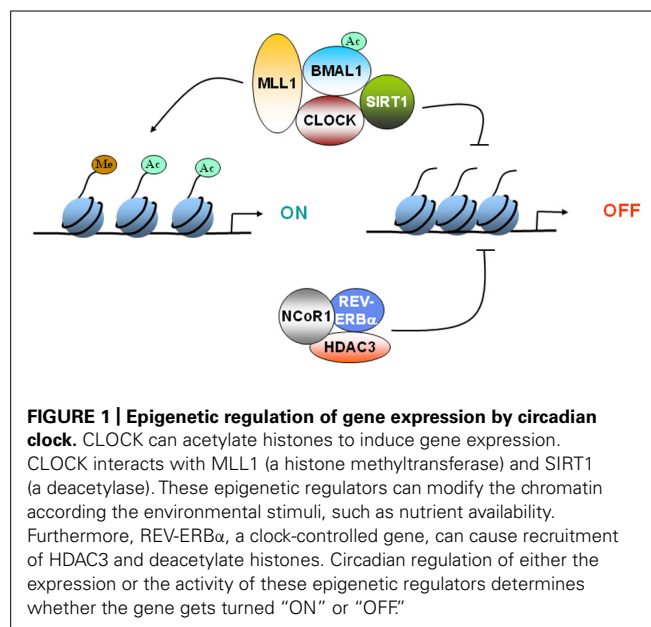 Ac
BMAL1
MLL1
SIRT1
CLOCK
Me
Ac
Ac
ON
OFF
REV-
NCoR1
ERBα
HDAC3
FIGURE 1 | Epigenetic regulation of gene expression by circadian
clock. CLOCK can acetylate histones to induce gene expression.
CLOCK interacts with MLL1 (a histone methyltransferase) and SIRT1
(a deacetylase). These epigenetic regulators can modify the chromatin
according the environmental stimuli, such as nutrient availability.
Furthermore, REV-ERBα, a clock-controlled gene, can cause recruitment
of HDAC3 and deacetylate histones. Circadian regulation of either the
expression or the activity of these epigenetic regulators determines
whether the gene gets turned “ON” or “OFF.”